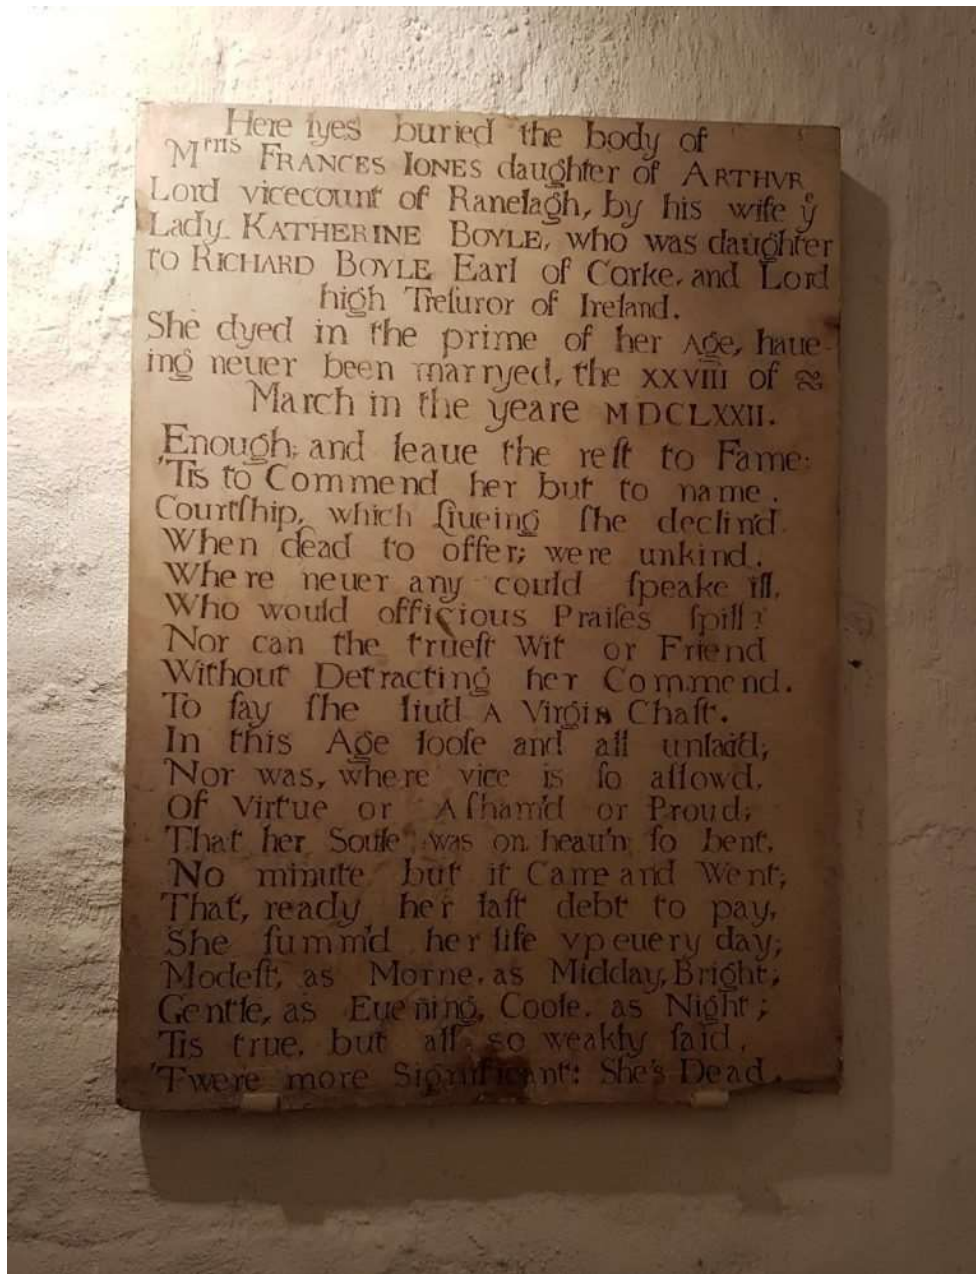 Here lyes buried the body of
Mʳⁱˢ FRANCES IONES daughter of ARTHVR
Lord vicecount of Ranelagh, by his wife yᵉ
Lady KATHERINE BOYLE, who was daughter
to RICHARD BOYLE Earl of Corke, and Lord
high Treſuror of Ireland.
She dyed in the prime of her Age, haue-
ing neuer been marryed, the XXVIII of
March in the yeare MDCLXXII.
Enough; and leaue the reſt to Fame:
'Tis to Commend her but to name.
Courtſhip, which liueing ſhe declin'd
When dead to offer; were unkind.
Where neuer any could ſpeake ill,
Who would officious Praiſes ſpill?
Nor can the trueſt Wit or Friend
Without Detracting her Commend.
To ſay ſhe liu'd A Virgin Chaſt,
In this Age looſe and all unlac'd;
Nor was, where vice is ſo allow'd,
Of Virtue or Aſham'd or Proud;
That her Soule was on heau'n ſo bent,
No minute but it Came and Went;
That, ready her laſt debt to pay,
She ſumm'd her life vp euery day;
Modeſt, as Morne, as Midday, Bright;
Gentle, as Euening, Coole, as Night;
Tis true, but all so weakly ſaid,
'Twere more Significant: She's Dead.